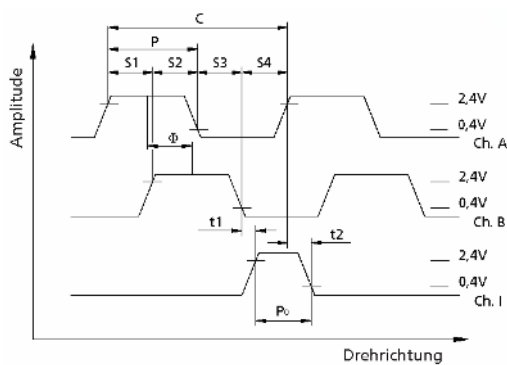 C
P
S1 S2 S3 S4
Amplitude
2,4V
0,4V
Ch. A
Φ
2,4V
0,4V
Ch. B
t1
t2
2,4V
0,4V
Ch. I
P₀
Drehrichtung